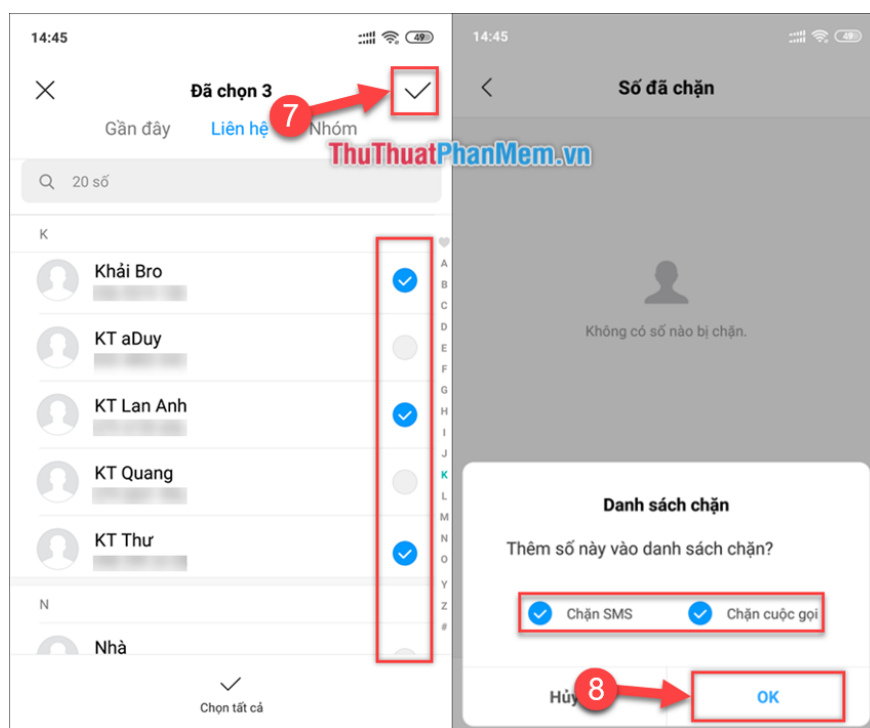 14:45
49
Đã chọn 3
7
Gần đây Liên hệ Nhóm
20 số
K
Khải Bro
KT aDuy
KT Lan Anh
KT Quang
KT Thư
N
Nhà
A
B
C
D
E
F
G
H
I
J
K
L
M
N
O
Y
Z
#
Chọn tất cả
ThuThuatPhanMem.vn
14:45
49
Số đã chặn
Không có số nào bị chặn.
Danh sách chặn
Thêm số này vào danh sách chặn?
Chặn SMS Chặn cuộc gọi
Hủy
8
OK